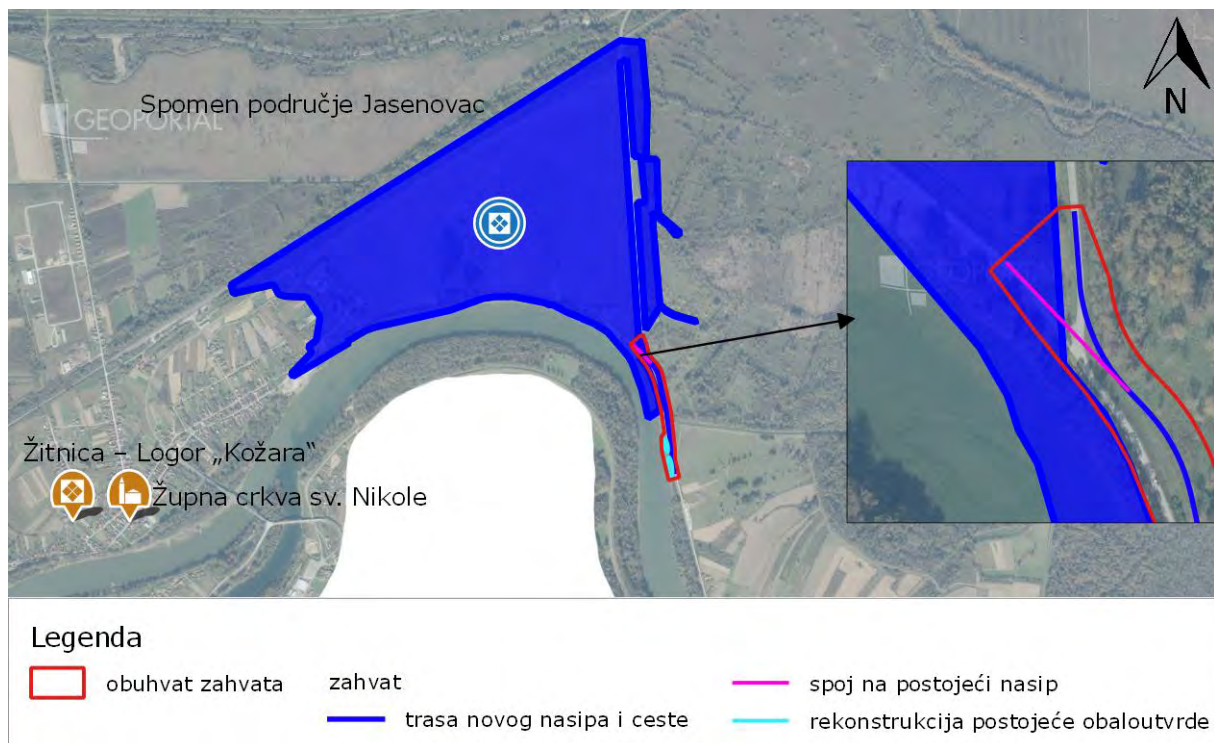 Spomen područje Jasenovac
GEOPORTAL
N
Žitnica – Logor „Kožara“
Župna crkva sv. Nikole
Legenda
obuhvat zahvata
zahvat
trasa novog nasipa i ceste
spoj na postojeći nasip
rekonstrukcija postojeće obaloutvrde